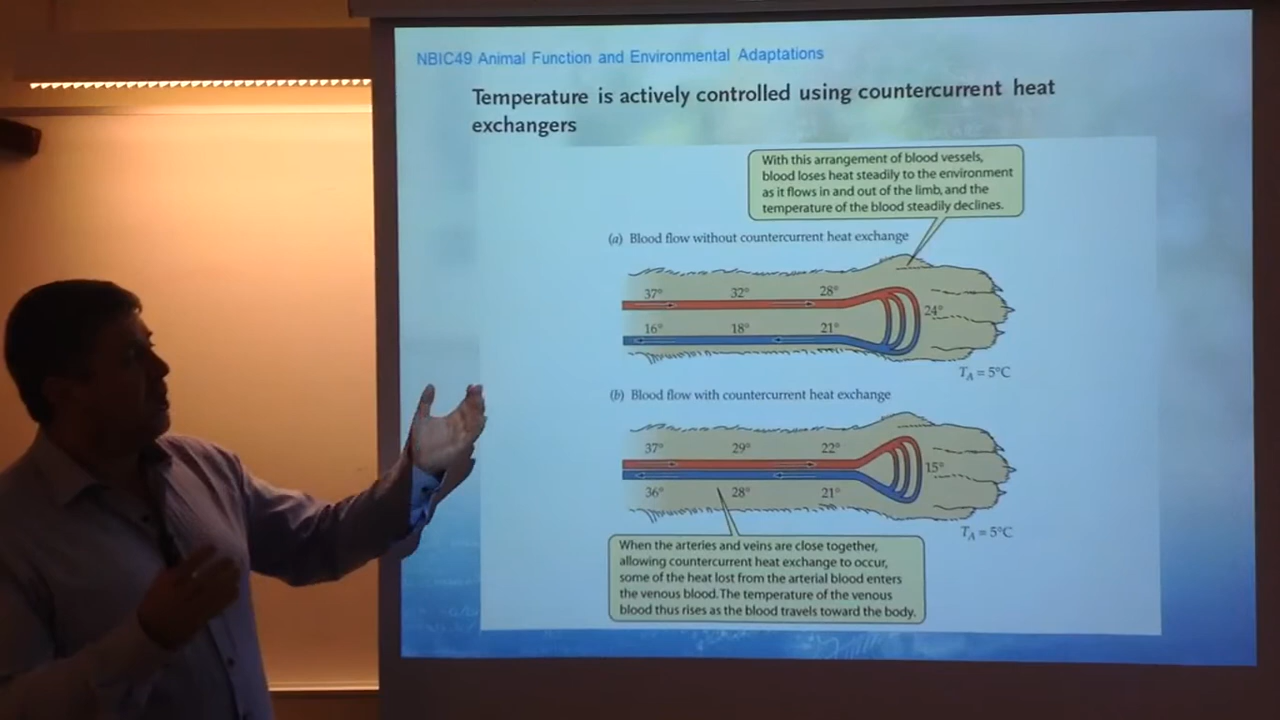 NBIC49 Animal Function and Environmental Adaptations
Temperature is actively controlled using countercurrent heat
exchangers
With this arrangement of blood vessels,
blood loses heat steadily to the environment
as it flows in and out of the limb, and the
temperature of the blood steadily declines.
(a) Blood flow without countercurrent heat exchange
37° 32° 28°
24°
16° 18° 21°
TA = 5°C
(b) Blood flow with countercurrent heat exchange
37° 29° 22°
15°
36° 28° 21°
TA = 5°C
When the arteries and veins are close together,
allowing countercurrent heat exchange to occur,
some of the heat lost from the arterial blood enters
the venous blood. The temperature of the venous
blood thus rises as the blood travels toward the body.